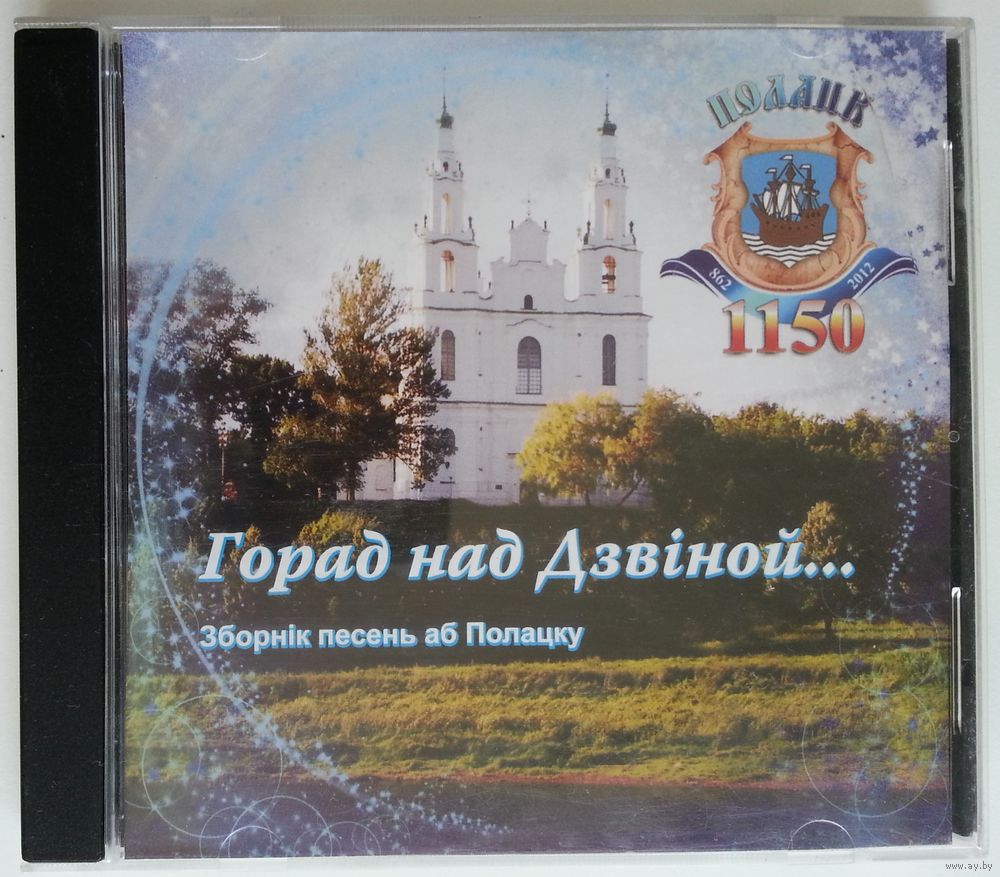 ПОЛАЦК
862 2012
1150
Горад над Дзвіной...
Зборнік песень аб Полацку
www.ay.by